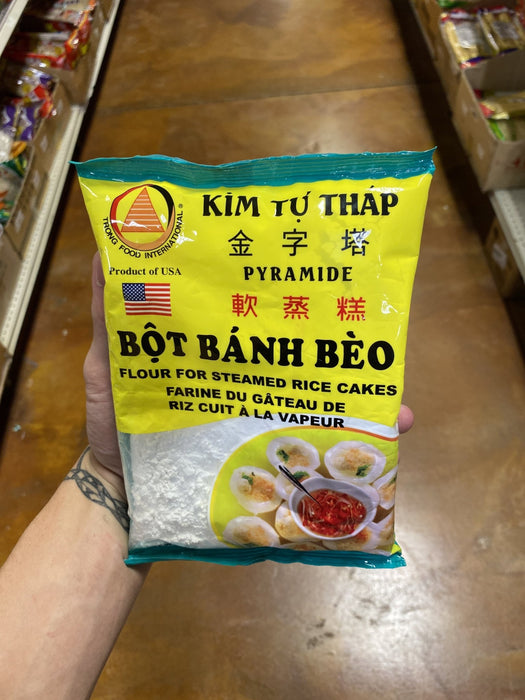 KIM TỰ THÁP
金字塔
PYRAMIDE
軟蒸糕
TRONG FOOD INTERNATIONAL®
Product of USA
BỘT BÁNH BÈO
FLOUR FOR STEAMED RICE CAKES
FARINE DU GÂTEAU DE
RIZ CUIT À LA VAPEUR